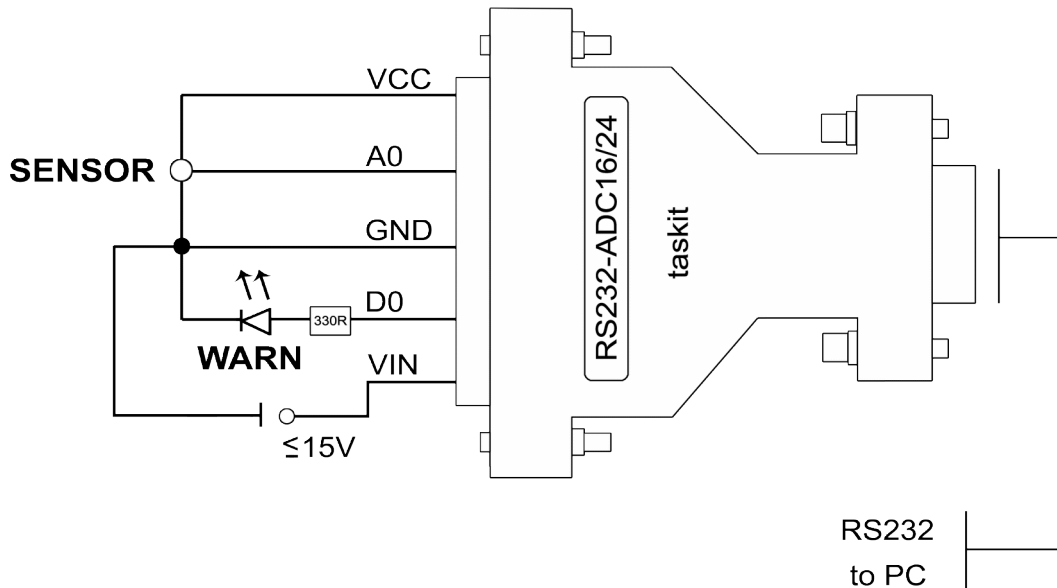 VCC
SENSOR
A0
GND
D0
330R
WARN
VIN
≤15V
RS232-ADC16/24
taskit
RS232
to PC